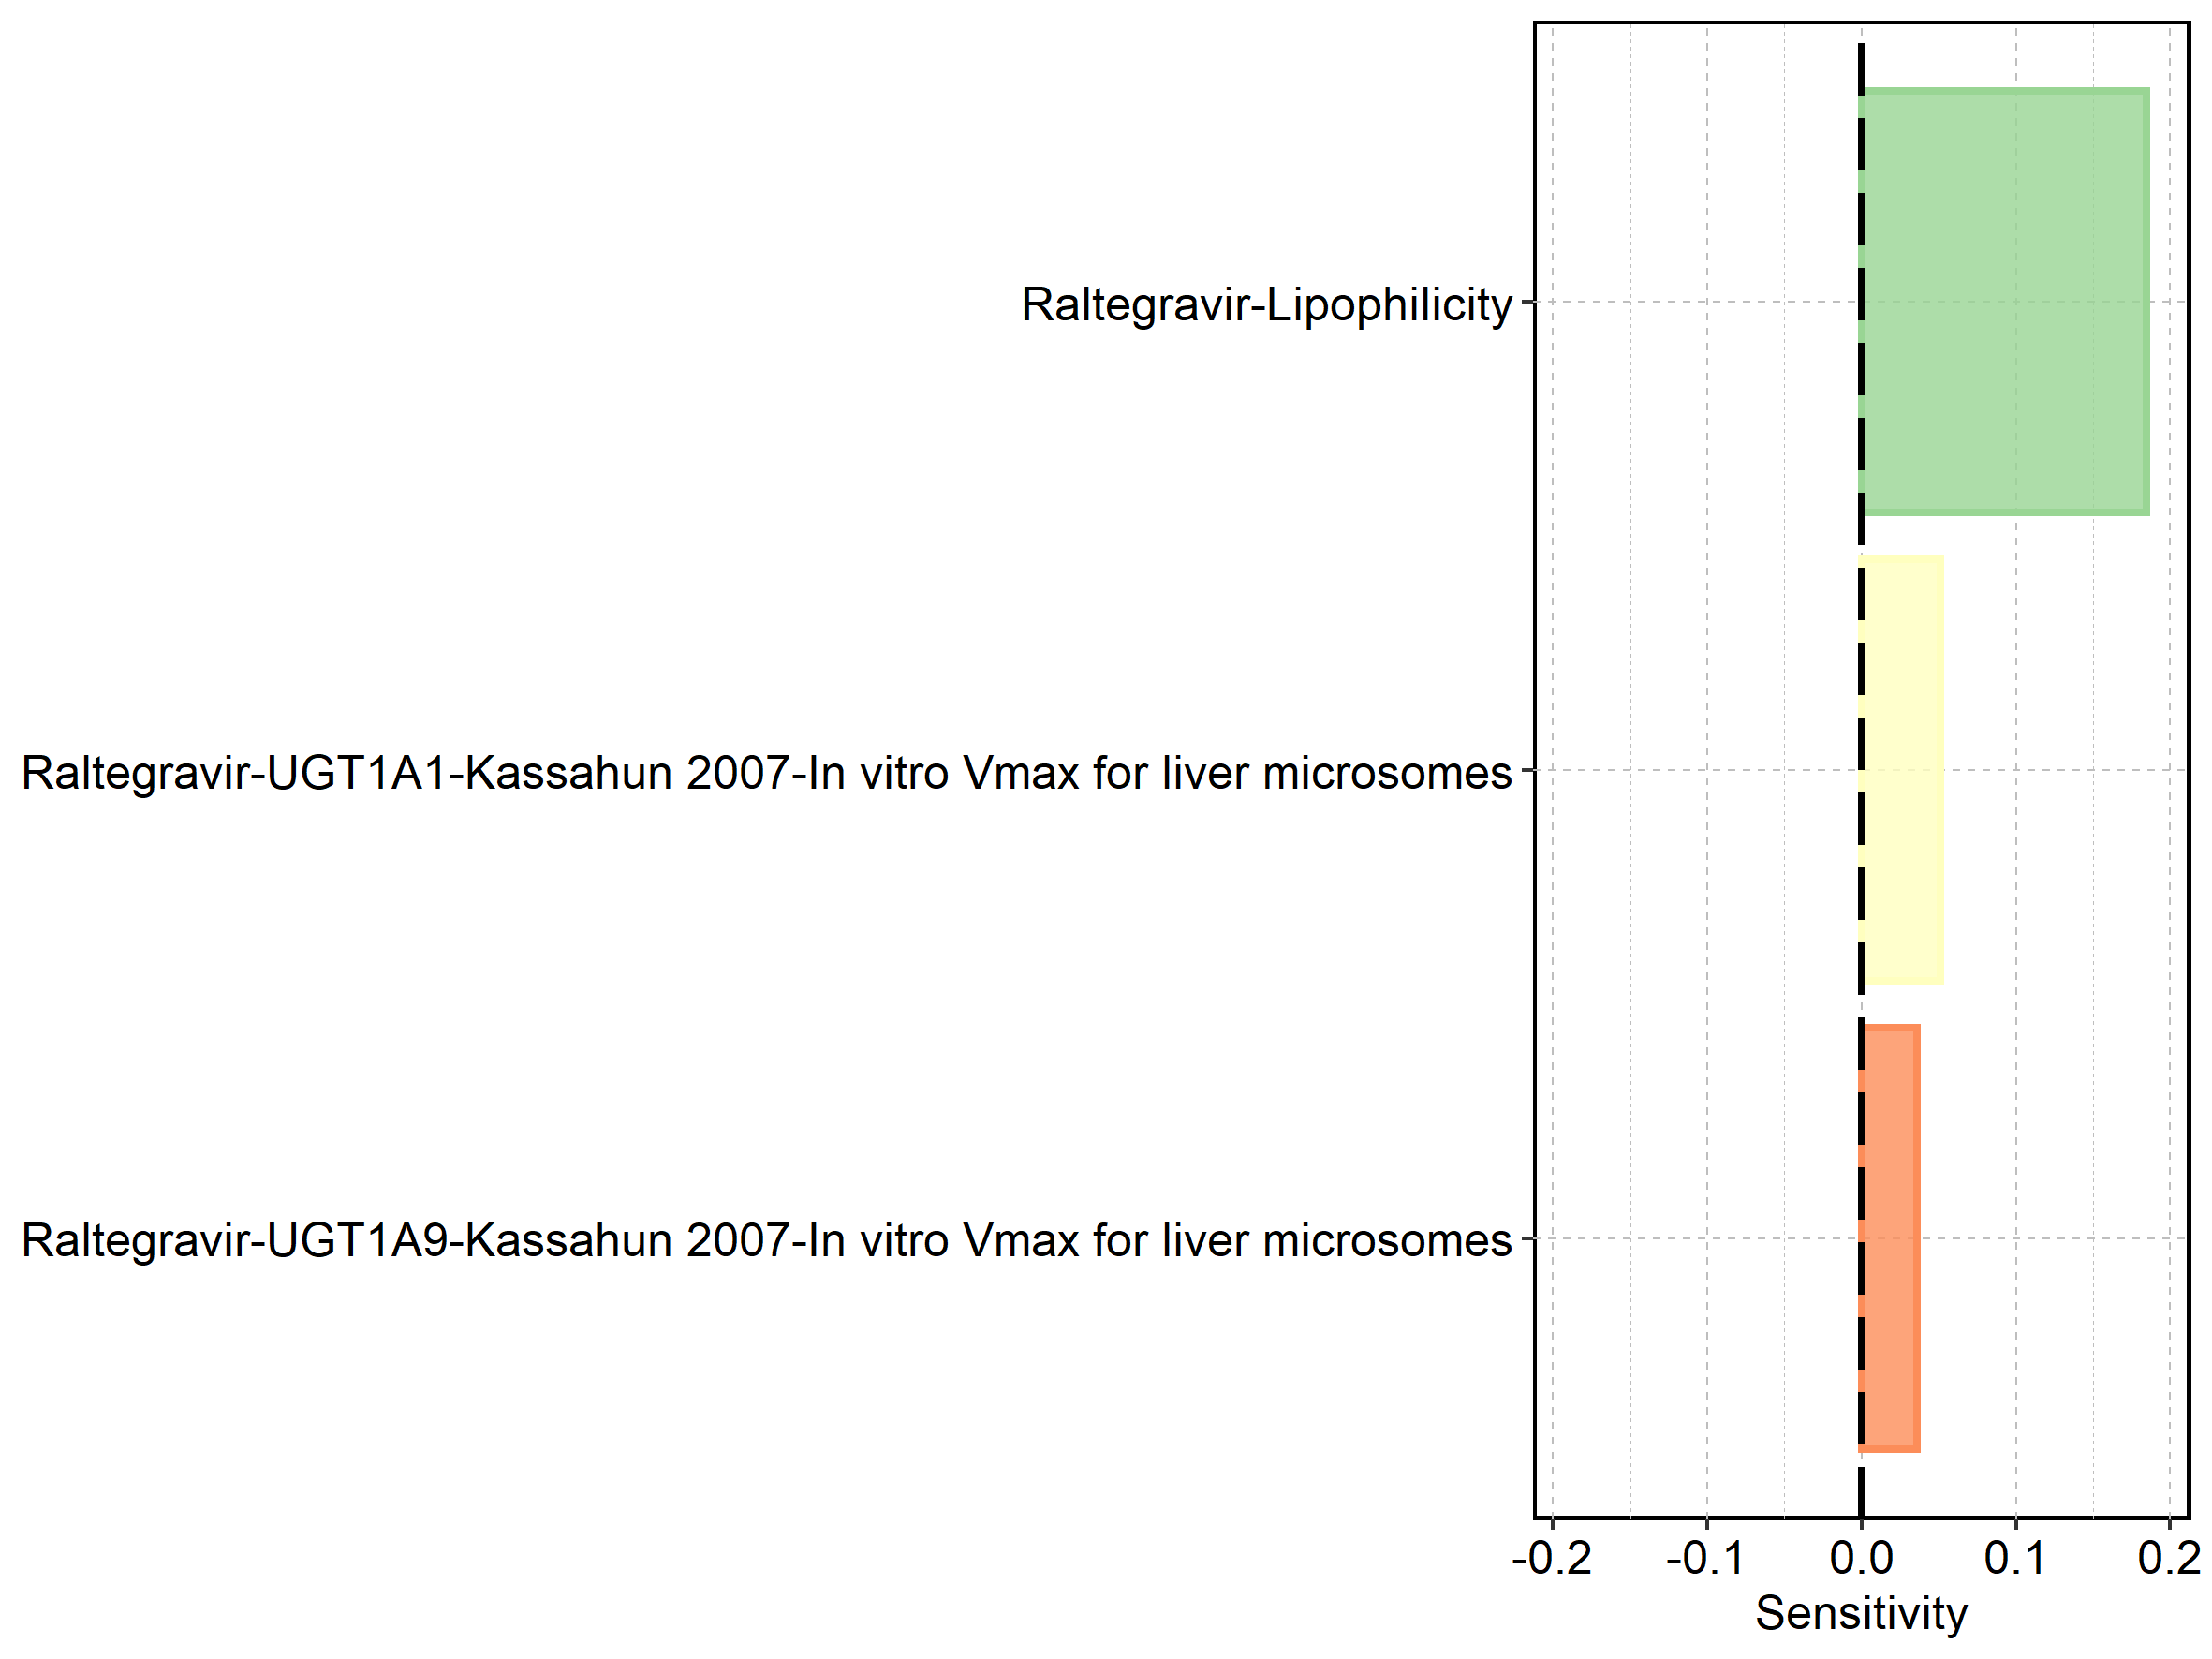 Raltegravir-Lipophilicity
Raltegravir-UGT1A1-Kassahun 2007-In vitro Vmax for liver microsomes
Raltegravir-UGT1A9-Kassahun 2007-In vitro Vmax for liver microsomes
-0.2 -0.1 0.0 0.1 0.2
Sensitivity